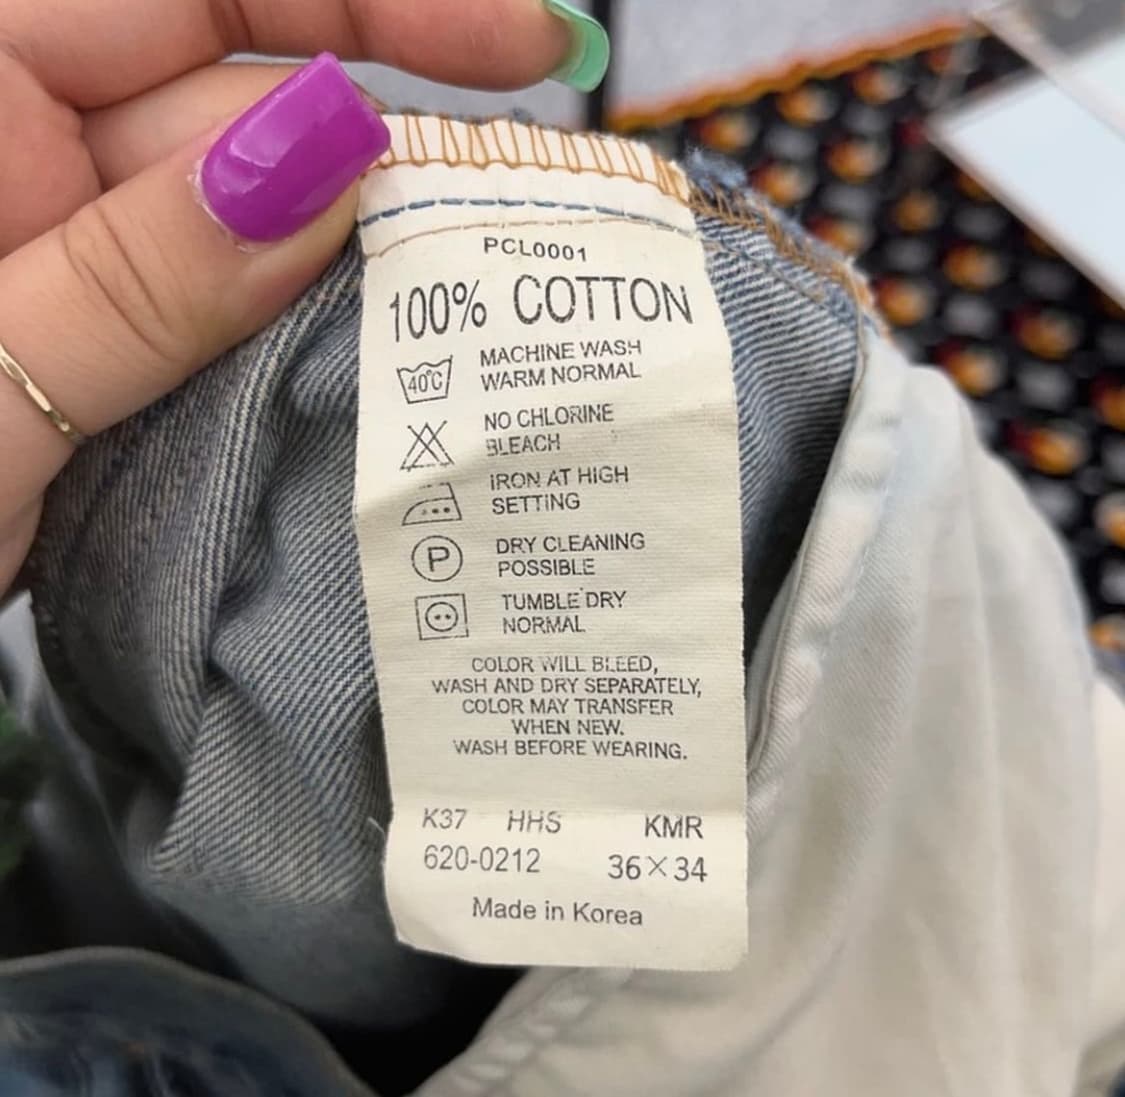 PCL0001
100% COTTON
40°C
MACHINE WASH
WARM NORMAL
NO CHLORINE
BLEACH
IRON AT HIGH
SETTING
P
DRY CLEANING
POSSIBLE
TUMBLE DRY
NORMAL
COLOR WILL BLEED,
WASH AND DRY SEPARATELY,
COLOR MAY TRANSFER
WHEN NEW.
WASH BEFORE WEARING.
K37 HHS KMR
620-0212 36×34
Made in Korea